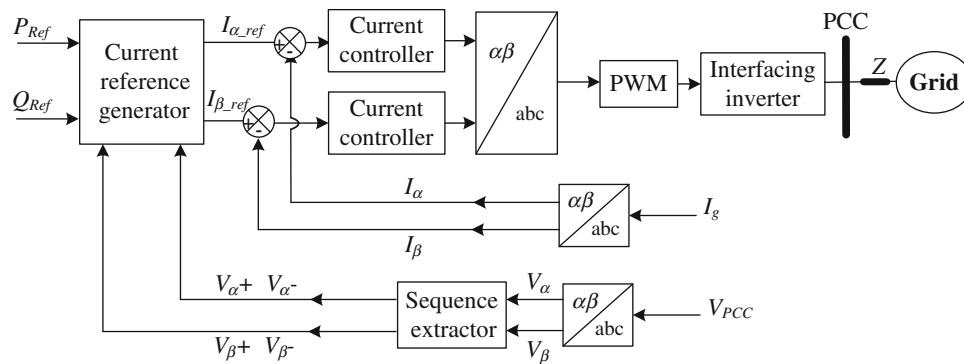 P_Ref
Q_Ref
Current
reference
generator
I_α_ref
I_β_ref
+
-
+
-
Current
controller
Current
controller
αβ
abc
PWM
Interfacing
inverter
PCC
Z
Grid
I_α
I_β
αβ
abc
I_g
V_α+ V_α-
V_β+ V_β-
Sequence
extractor
V_α
V_β
αβ
abc
V_PCC